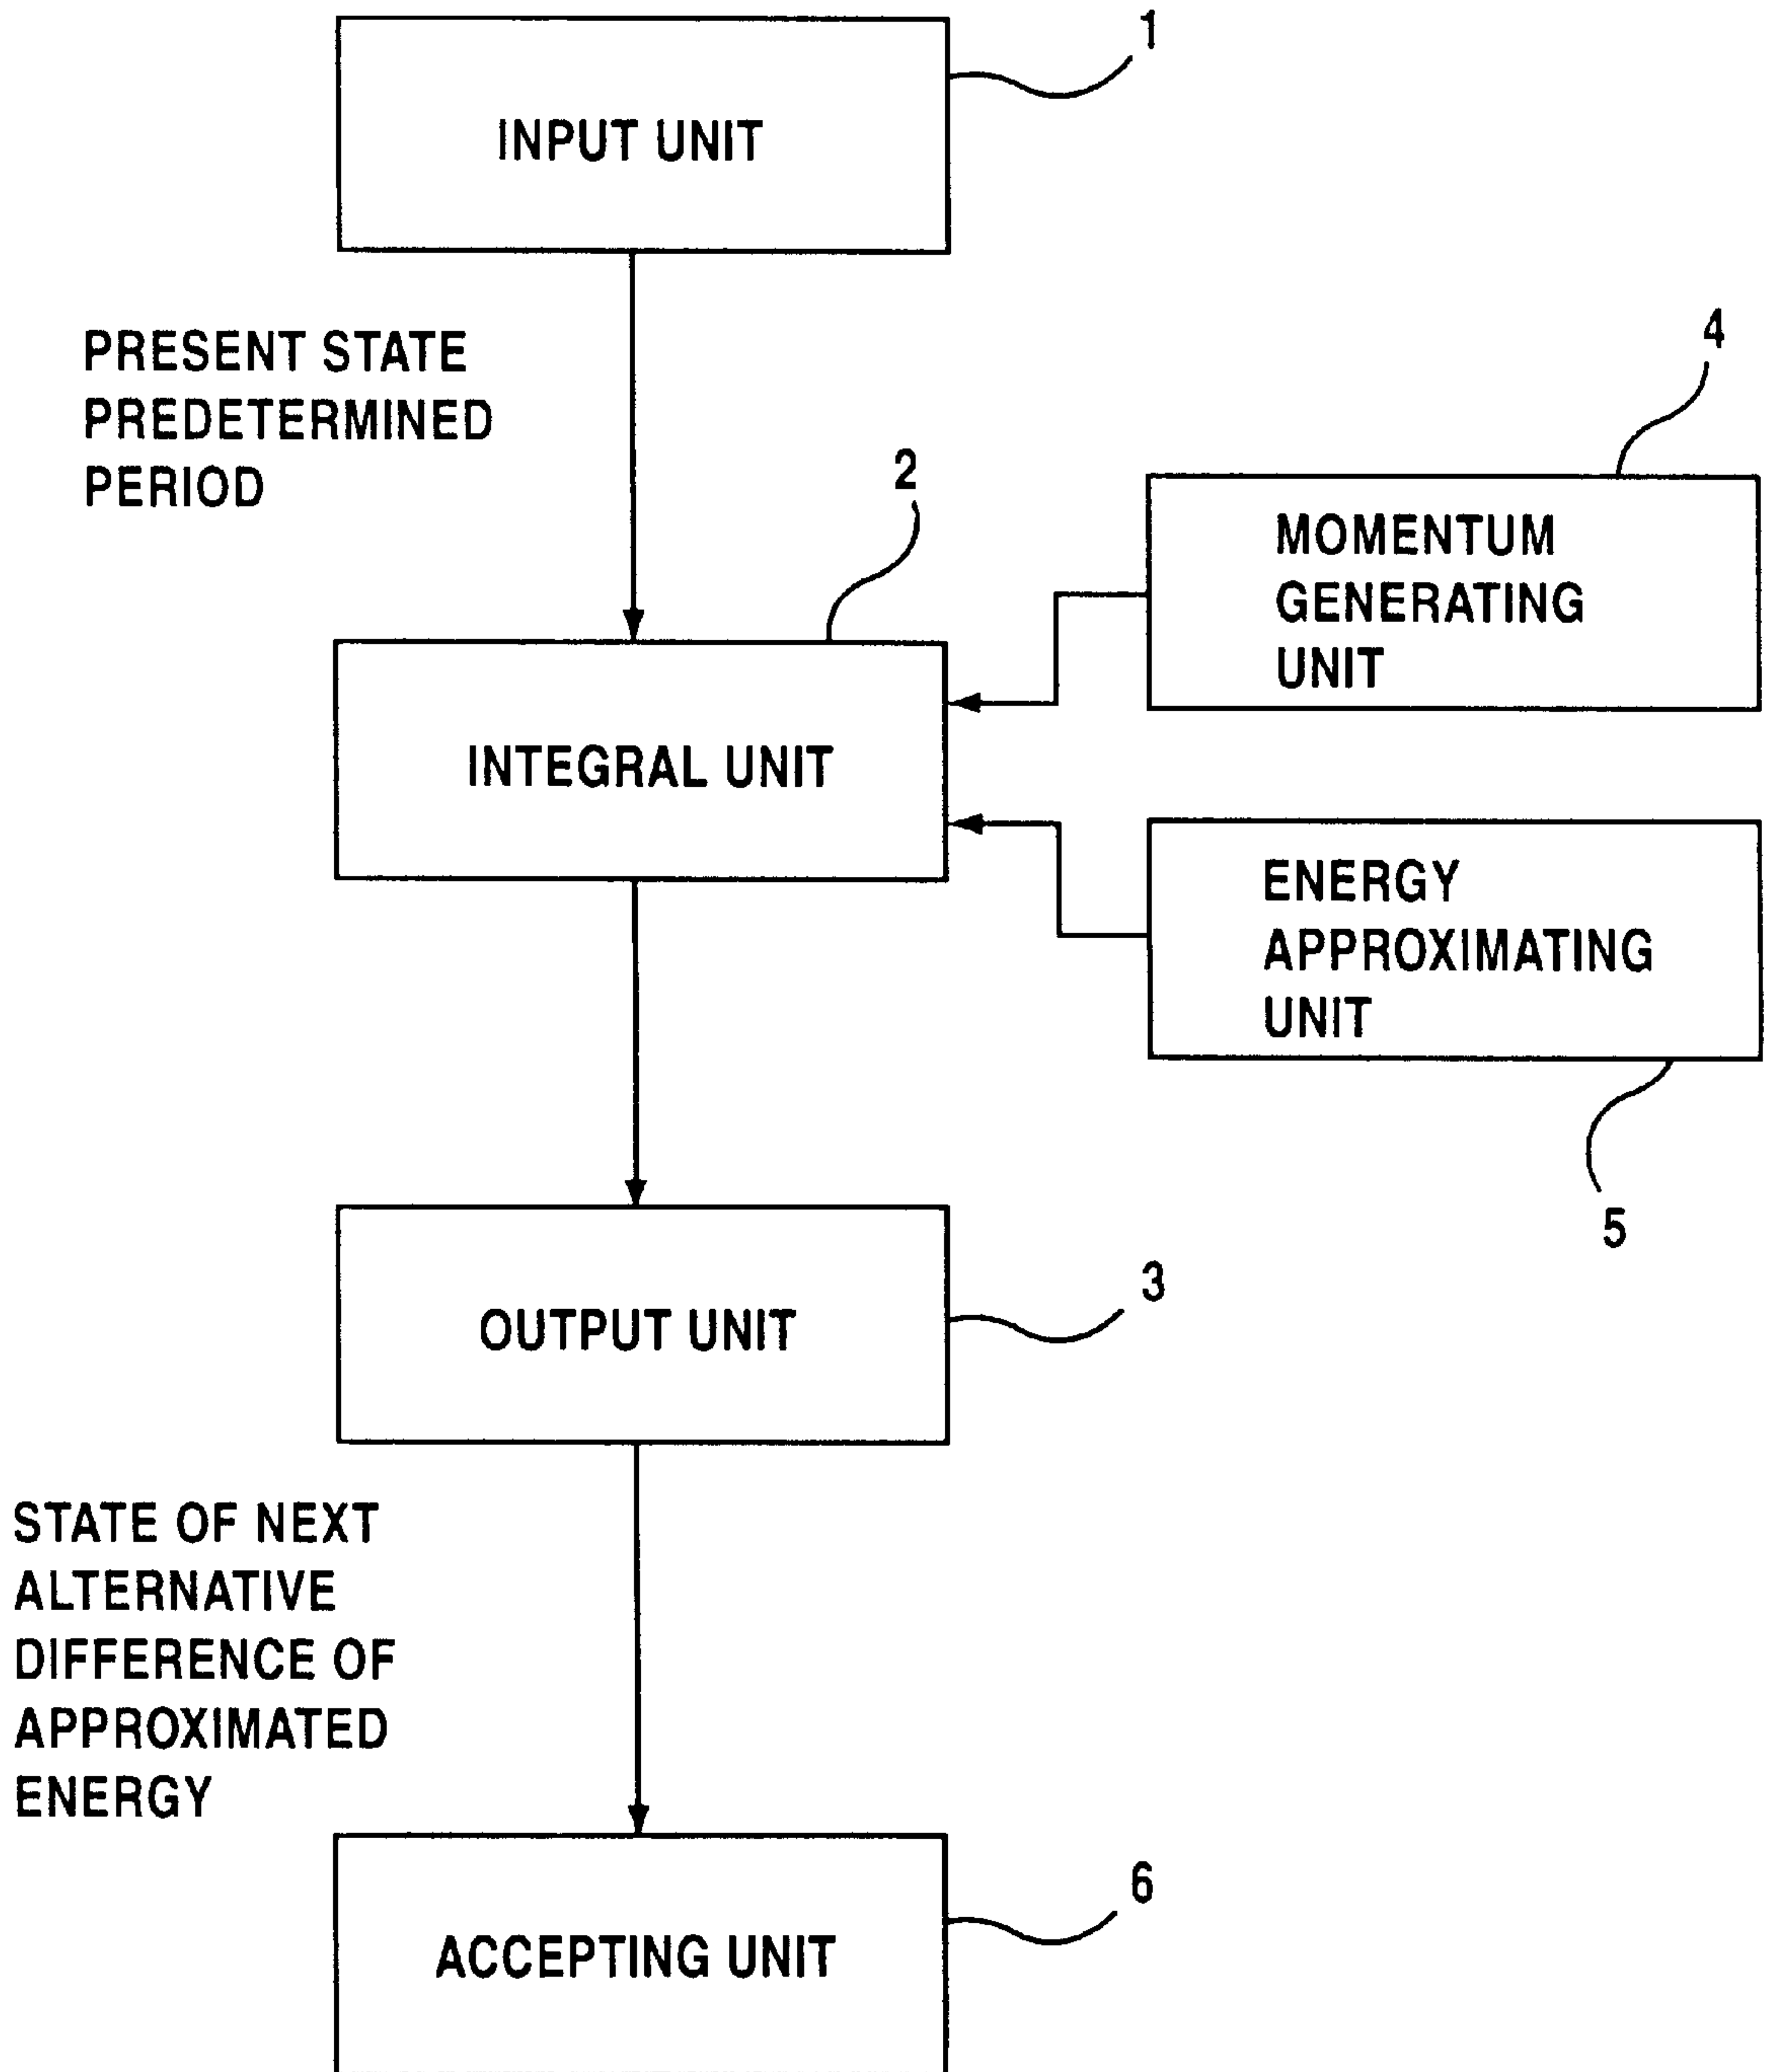 1
INPUT UNIT
PRESENT STATE
PREDETERMINED
PERIOD
4
2
MOMENTUM
GENERATING
UNIT
INTEGRAL UNIT
ENERGY
APPROXIMATING
UNIT
5
3
OUTPUT UNIT
STATE OF NEXT
ALTERNATIVE
DIFFERENCE OF
APPROXIMATED
ENERGY
6
ACCEPTING UNIT